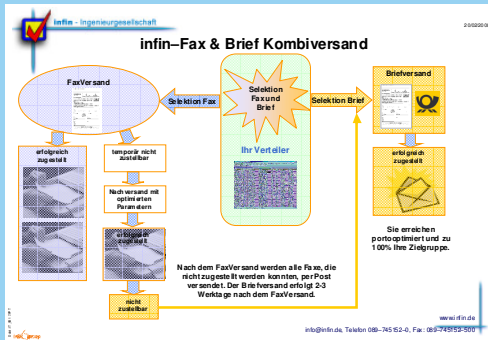 infin - Ingenieurgesellschaft
infin–Fax & Brief Kombiversand
FaxVersand
Selektion Fax
Selektion
Fax und
Brief
Selektion Brief
Briefversand
Ihr Verteiler
erfolgreich
zugestellt
temporär nicht
zustellbar
Nachversand mit
optimierten
Parametern
erfolgreich
zugestellt
nicht
zustellbar
erfolgreich
zugestellt
Sie erreichen
portooptimiert und zu
100% Ihre Zielgruppe.
Nach dem FaxVersand werden alle Faxe, die
nicht zugestellt werden konnten, per Post
versendet. Der Briefversand erfolgt 2-3
Werktage nach dem FaxVersand.
www.infin.de
info@infin.de, Telefon 089–745152–0, Fax: 089–745152–500